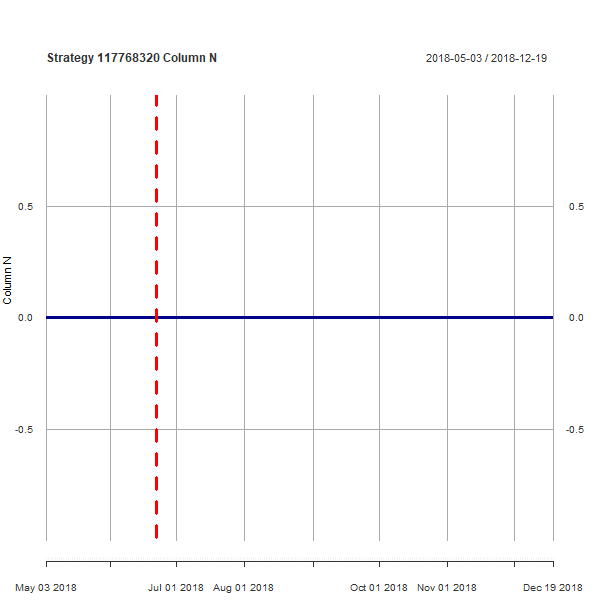 Strategy 117768320 Column N
2018-05-03 / 2018-12-19
Column N
0.5
0.5
0.0
0.0
-0.5
-0.5
May 03 2018
Jul 01 2018
Aug 01 2018
Oct 01 2018
Nov 01 2018
Dec 19 2018